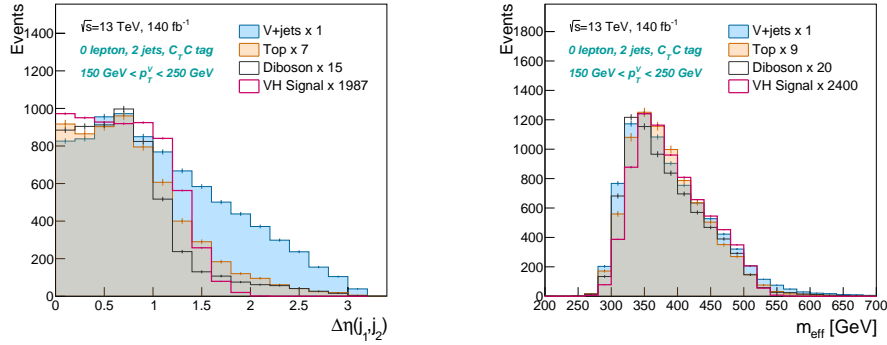 Events
√s=13 TeV, 140 fb⁻¹
0 lepton, 2 jets, C_T C tag
150 GeV < p_T^V < 250 GeV
V+jets x 1
Top x 7
Diboson x 15
VH Signal x 1987
1400
1200
1000
800
600
400
200
0
0 0.5 1 1.5 2 2.5 3
Δη(j₁,j₂)
Events
√s=13 TeV, 140 fb⁻¹
0 lepton, 2 jets, C_T C tag
150 GeV < p_T^V < 250 GeV
V+jets x 1
Top x 9
Diboson x 20
VH Signal x 2400
1800
1600
1400
1200
1000
800
600
400
200
0
200 250 300 350 400 450 500 550 600 650 700
m_eff [GeV]